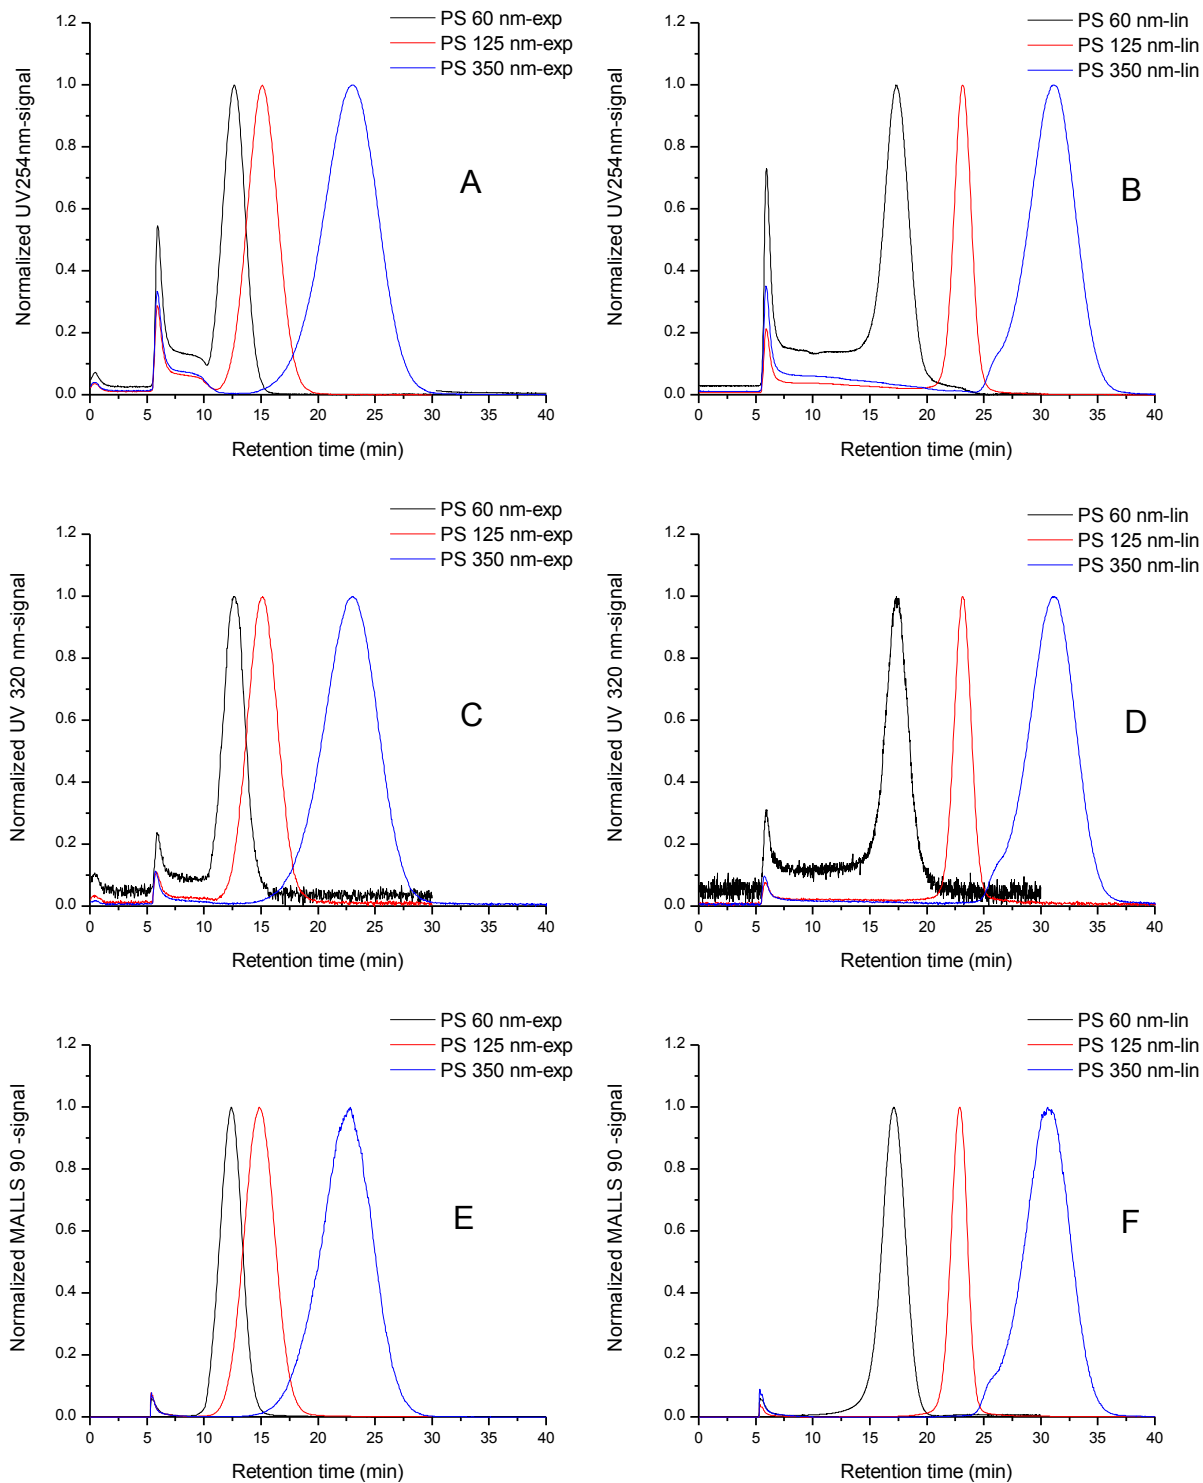 PS 60 nm-exp
PS 125 nm-exp
PS 350 nm-exp
1.2
1.0
0.8
0.6
0.4
0.2
0.0
Normalized UV254nm-signal
A
0 5 10 15 20 25 30 35 40
Retention time (min)
PS 60 nm-lin
PS 125 nm-lin
PS 350 nm-lin
1.2
1.0
0.8
0.6
0.4
0.2
0.0
Normalized UV254nm-signal
B
0 5 10 15 20 25 30 35 40
Retention time (min)
PS 60 nm-exp
PS 125 nm-exp
PS 350 nm-exp
1.2
1.0
0.8
0.6
0.4
0.2
0.0
Normalized UV 320 nm-signal
C
0 5 10 15 20 25 30 35 40
Retention time (min)
PS 60 nm-lin
PS 125 nm-lin
PS 350 nm-lin
1.2
1.0
0.8
0.6
0.4
0.2
0.0
Normalized UV 320 nm-signal
D
0 5 10 15 20 25 30 35 40
Retention time (min)
PS 60 nm-exp
PS 125 nm-exp
PS 350 nm-exp
1.2
1.0
0.8
0.6
0.4
0.2
0.0
Normalized MALLS 90 -signal
E
0 5 10 15 20 25 30 35 40
Retention time (min)
PS 60 nm-lin
PS 125 nm-lin
PS 350 nm-lin
1.2
1.0
0.8
0.6
0.4
0.2
0.0
Normalized MALLS 90 -signal
F
0 5 10 15 20 25 30 35 40
Retention time (min)